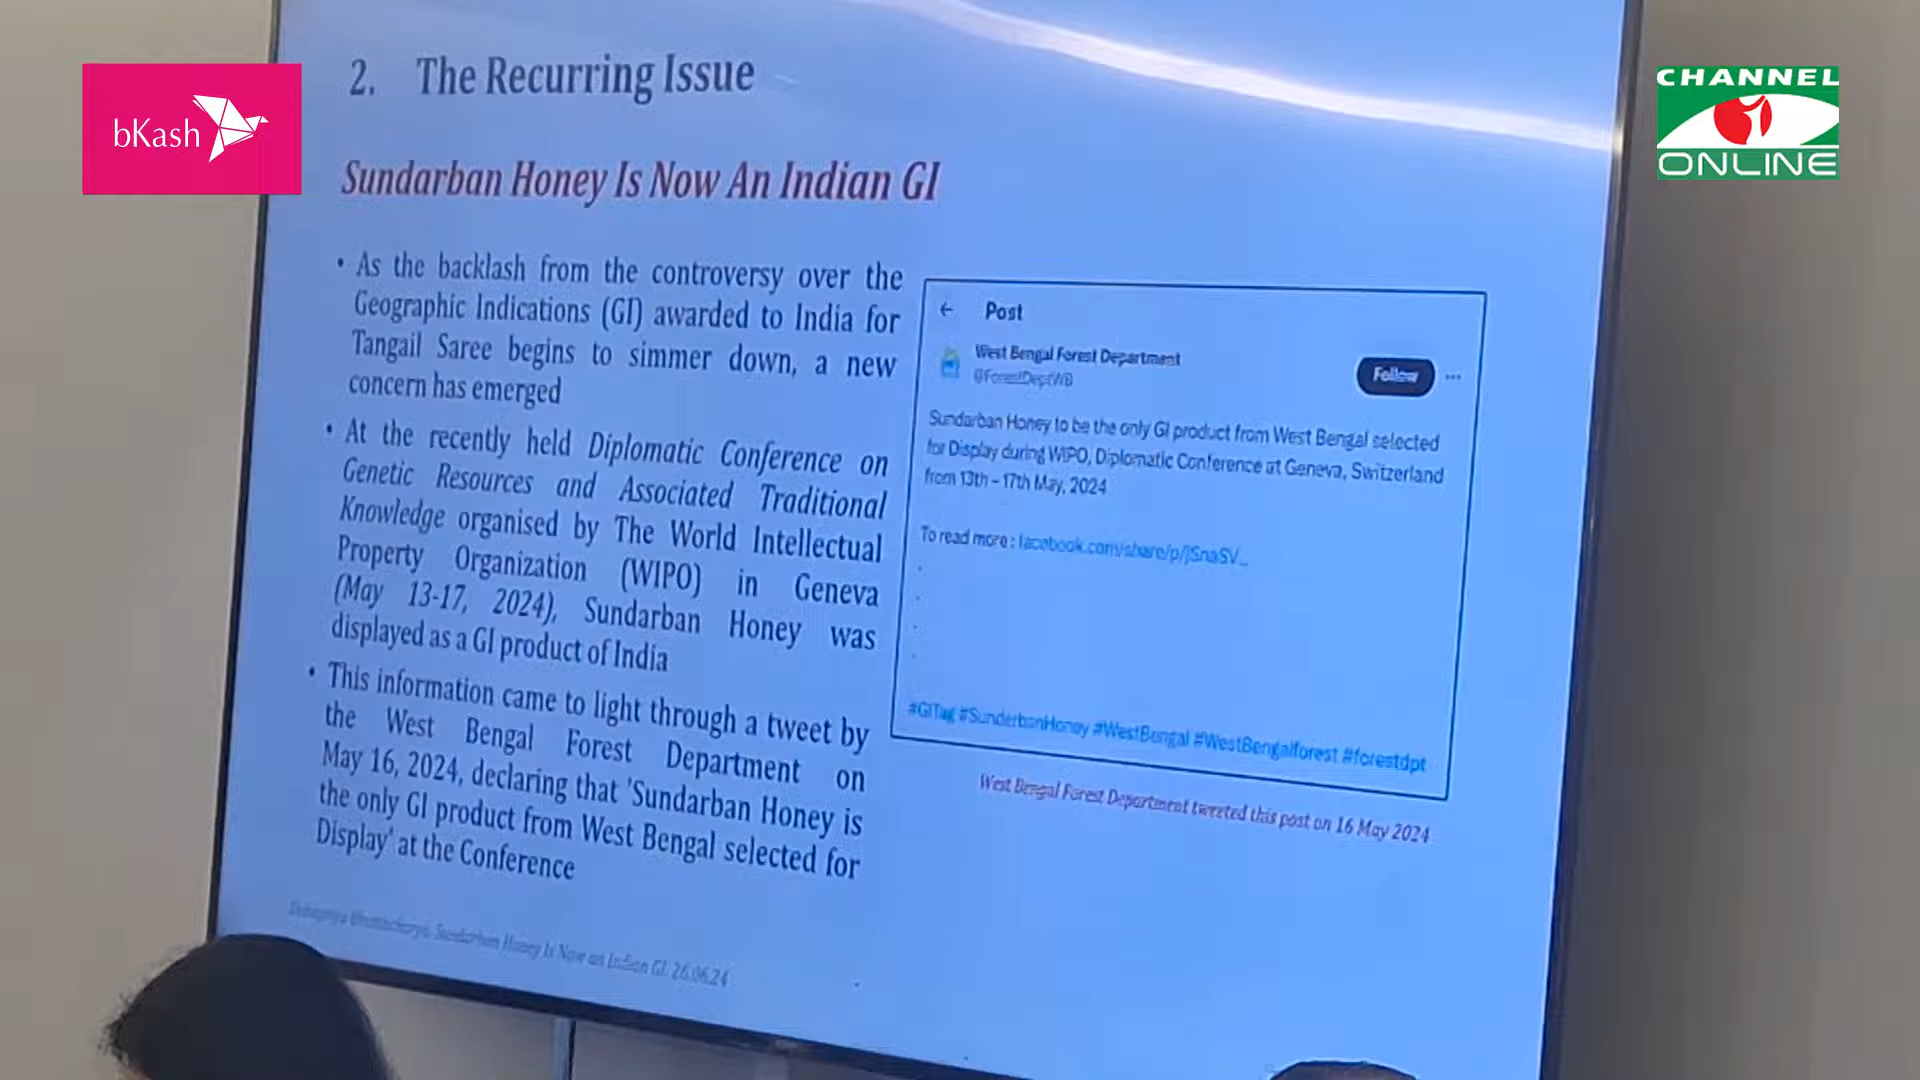 bKash
CHANNEL
ONLINE
2. The Recurring Issue
Sundarban Honey Is Now An Indian GI
• As the backlash from the controversy over the
Geographic Indications (GI) awarded to India for
Tangail Saree begins to simmer down, a new
concern has emerged
• At the recently held Diplomatic Conference on
Genetic Resources and Associated Traditional
Knowledge organised by The World Intellectual
Property Organization (WIPO) in Geneva
(May 13-17, 2024), Sundarban Honey was
displayed as a GI product of India
• This information came to light through a tweet by
the West Bengal Forest Department on
May 16, 2024, declaring that 'Sundarban Honey is
the only GI product from West Bengal selected for
Display' at the Conference
Post
West Bengal Forest Department
@ForestDeptWB
Follow
Sundarban Honey to be the only GI product from West Bengal selected
for Display during WIPO, Diplomatic Conference at Geneva, Switzerland
from 13th – 17th May, 2024
To read more : facebook.com/share/p/jSnaSV...
.
.
.
.
#GITag #SunderbanHoney #WestBengal #WestBengalforest #forestdpt
West Bengal Forest Department tweeted this post on 16 May 2024
Debapriya Bhattacharya. Sundarban Honey Is Now an Indian GI. 26.06.24